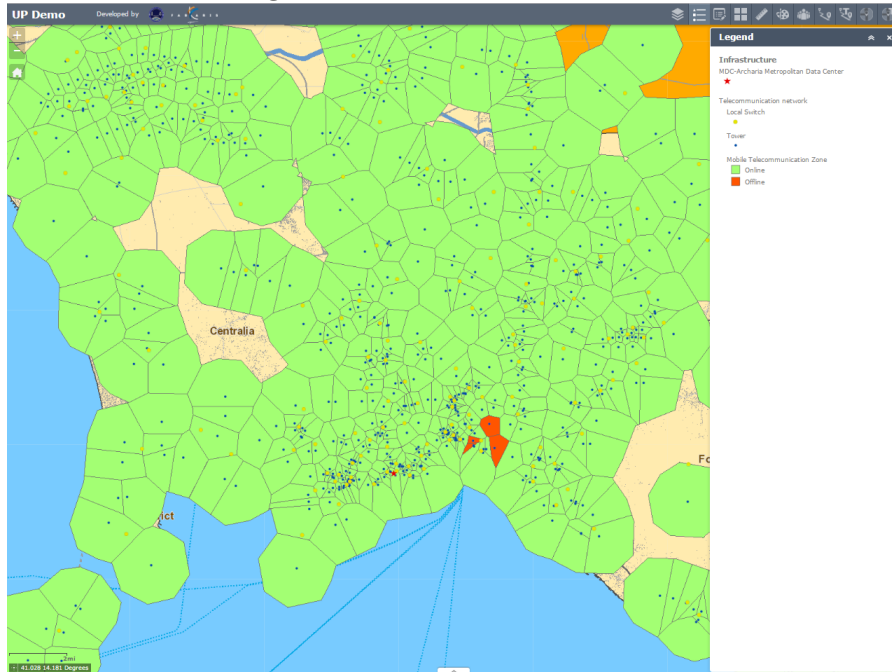 UP Demo
Developed by
Legend
Infrastructure
MDC-Archaria Metropolitan Data Center
Telecommunication network
Local Switch
Tower
Mobile Telecommunication Zone
Online
Offline
Centralia
Fo
ict
2mi
41.028 14.181 Degrees